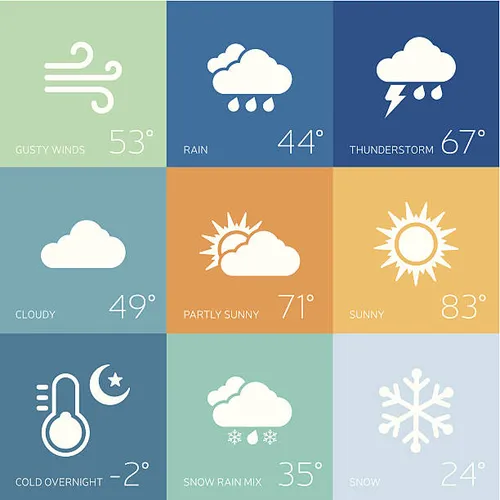 GUSTY WINDS 53°
RAIN 44°
THUNDERSTORM 67°
CLOUDY 49°
PARTLY SUNNY 71°
SUNNY 83°
COLD OVERNIGHT -2°
SNOW RAIN MIX 35°
SNOW 24°